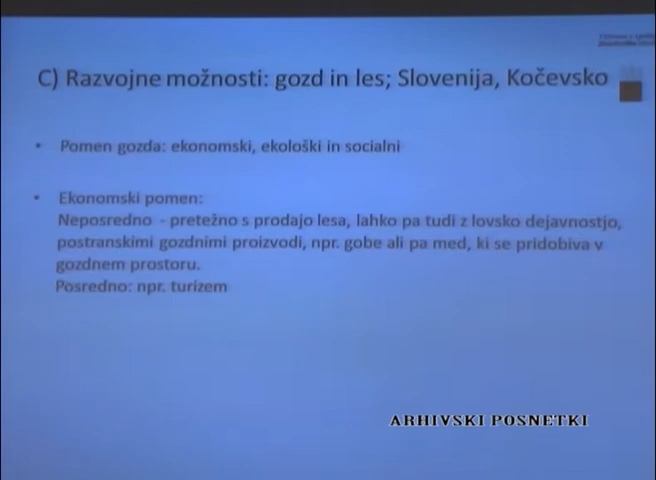 C) Razvojne možnosti: gozd in les; Slovenija, Kočevsko
• Pomen gozda: ekonomski, ekološki in socialni
• Ekonomski pomen:
Neposredno - pretežno s prodajo lesa, lahko pa tudi z lovsko dejavnostjo,
postranskimi gozdnimi proizvodi, npr. gobe ali pa med, ki se pridobiva v
gozdnem prostoru.
Posredno: npr. turizem
ARHIVSKI POSNETKI